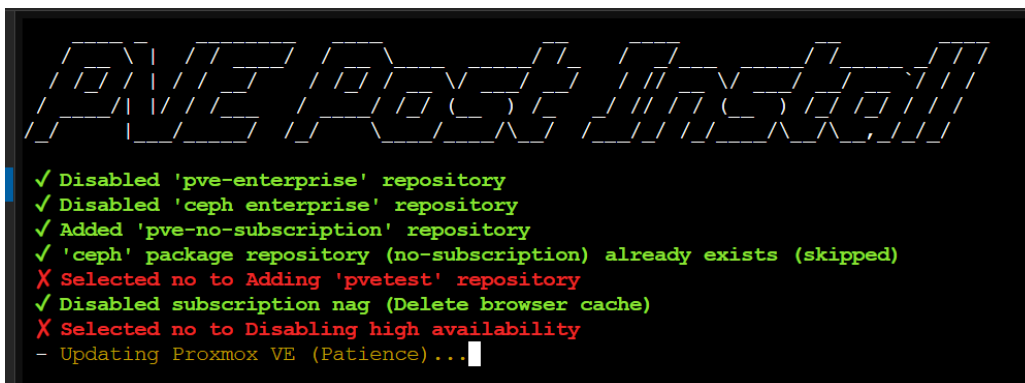 PVE Post Install
✓ Disabled 'pve-enterprise' repository
✓ Disabled 'ceph enterprise' repository
✓ Added 'pve-no-subscription' repository
✓ 'ceph' package repository (no-subscription) already exists (skipped)
✗ Selected no to Adding 'pvetest' repository
✓ Disabled subscription nag (Delete browser cache)
✗ Selected no to Disabling high availability
- Updating Proxmox VE (Patience)...